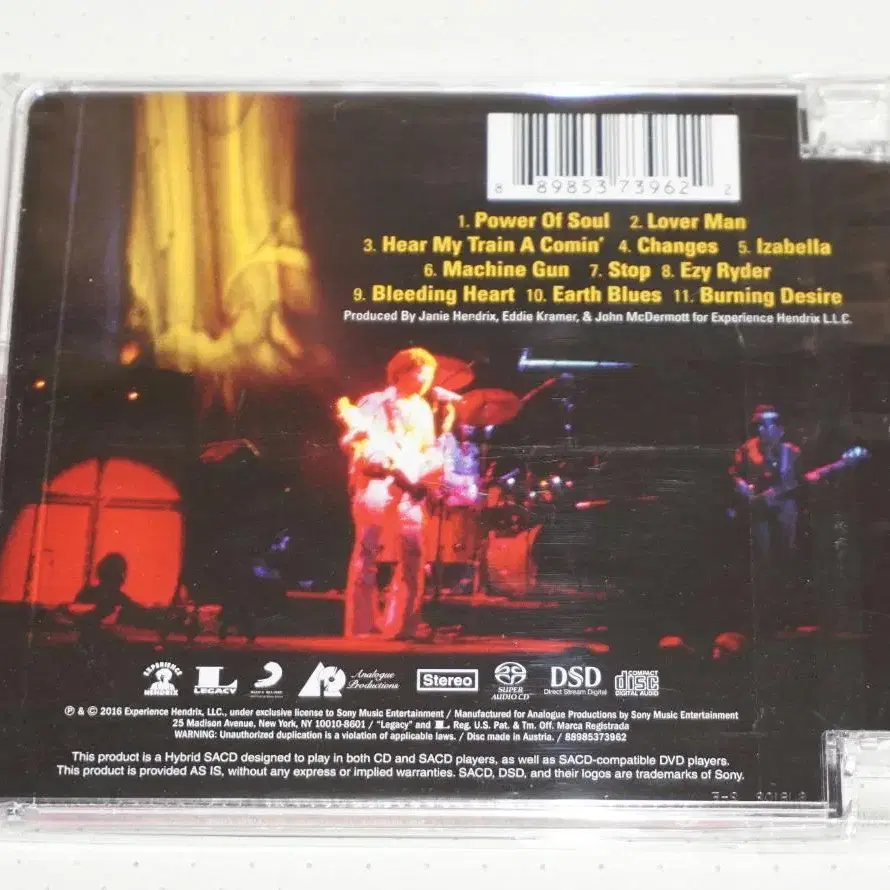 8 89853 73962 2
1. Power Of Soul 2. Lover Man
3. Hear My Train A Comin' 4. Changes 5. Izabella
6. Machine Gun 7. Stop 8. Ezy Ryder
9. Bleeding Heart 10. Earth Blues 11. Burning Desire
Produced By Janie Hendrix, Eddie Kramer, & John McDermott for Experience Hendrix L.L.C.
EXPERIENCE HENDRIX
L LEGACY
AP Analogue Productions
Stereo
SUPER AUDIO CD
DSD Direct Stream Digital
COMPACT disc DIGITAL AUDIO
℗ & © 2016 Experience Hendrix, LLC., under exclusive license to Sony Music Entertainment / Manufactured for Analogue Productions by Sony Music Entertainment
25 Madison Avenue, New York, NY 10010-8601 / "Legacy" and L Reg. U.S. Pat. & Tm. Off. Marca Registrada
WARNING: Unauthorized duplication is a violation of applicable laws. / Disc made in Austria. / 88985373962
This product is a Hybrid SACD designed to play in both CD and SACD players, as well as SACD-compatible DVD players.
This product is provided AS IS, without any express or implied warranties. SACD, DSD, and their logos are trademarks of Sony.